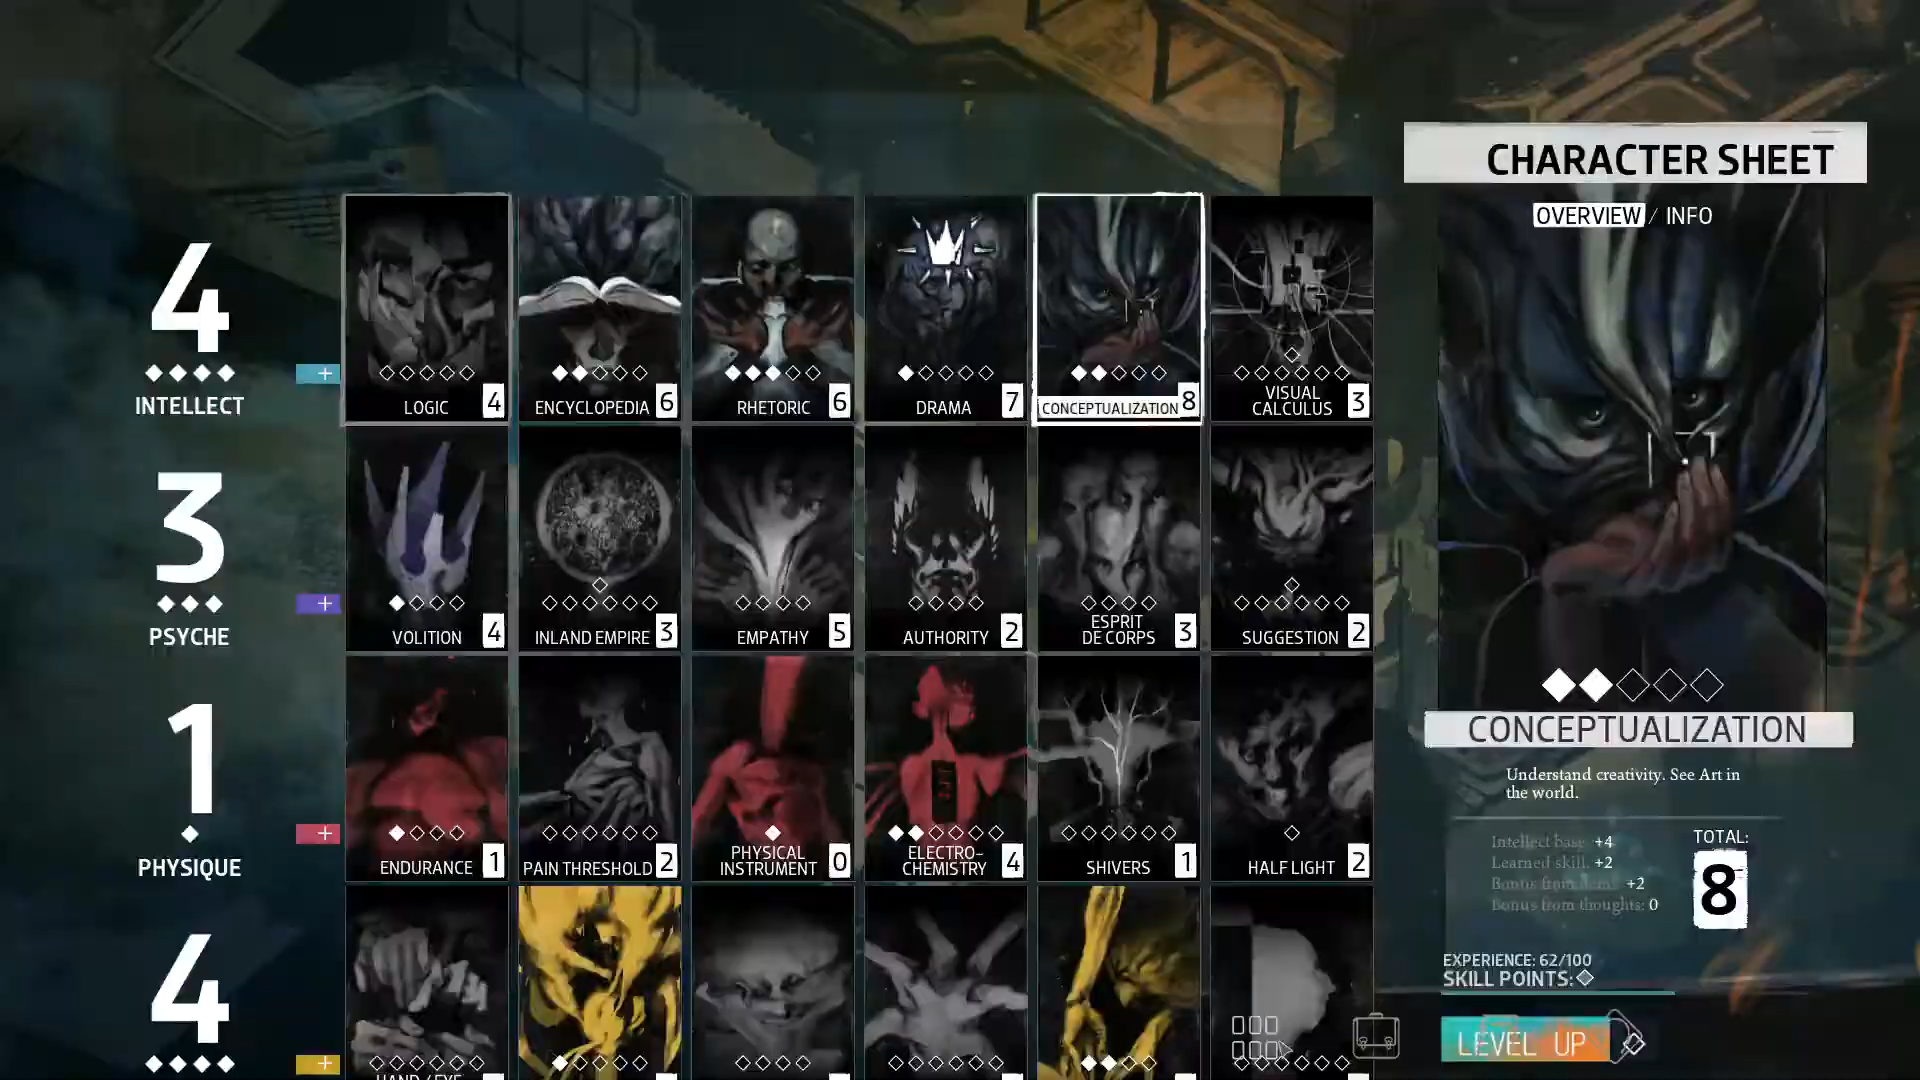 CHARACTER SHEET
OVERVIEW / INFO
4
INTELLECT
+
LOGIC 4
ENCYCLOPEDIA 6
RHETORIC 6
DRAMA 7
CONCEPTUALIZATION 8
VISUAL
CALCULUS 3
3
PSYCHE
+
VOLITION 4
INLAND EMPIRE 3
EMPATHY 5
AUTHORITY 2
ESPRIT
DE CORPS 3
SUGGESTION 2
1
PHYSIQUE
+
ENDURANCE 1
PAIN THRESHOLD 2
PHYSICAL
INSTRUMENT 0
ELECTRO-
CHEMISTRY 4
SHIVERS 1
HALF LIGHT 2
4
+
CONCEPTUALIZATION
Understand creativity. See Art in
the world.
Intellect base: +4
Learned skill: +2
Bonus from items: +2
Bonus from thoughts: 0
TOTAL:
8
EXPERIENCE: 62/100
SKILL POINTS:
LEVEL UP